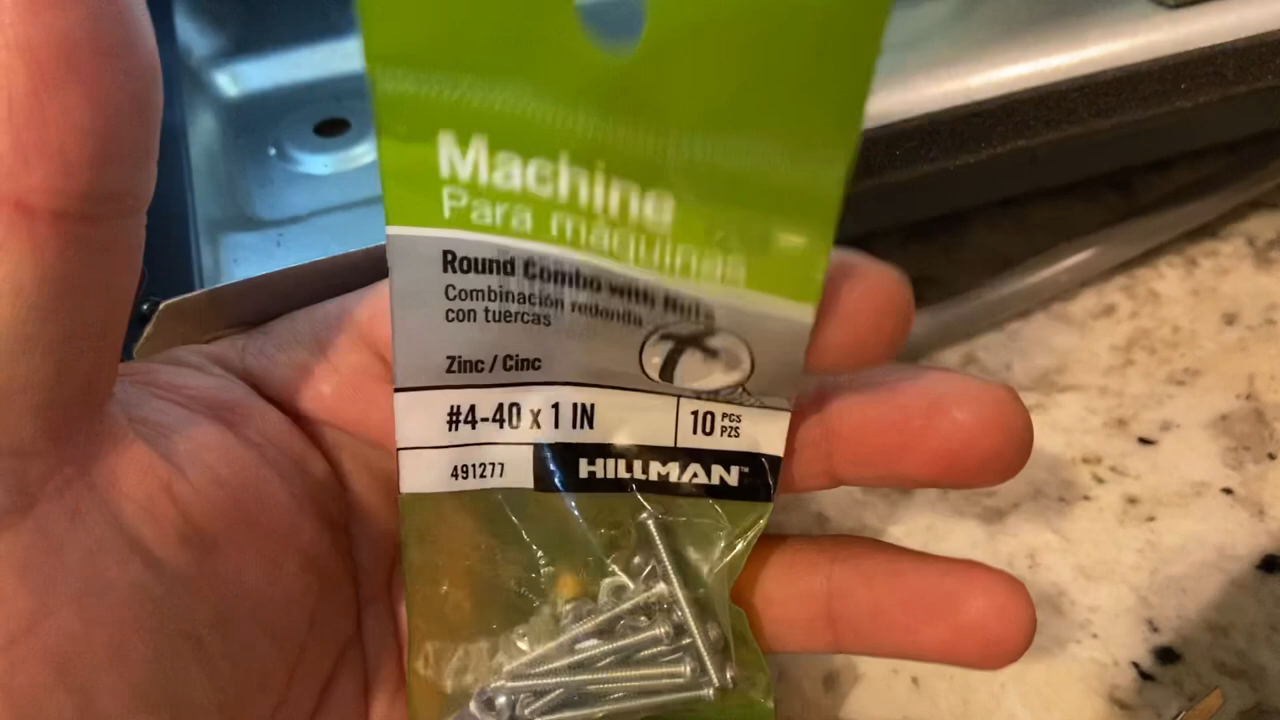 Machine
Para máquinas
Round Combo with Nuts
Combinación redonda
con tuercas
Zinc / Cinc
#4-40 x 1 IN
10 PCS
PZS
491277
HILLMAN™